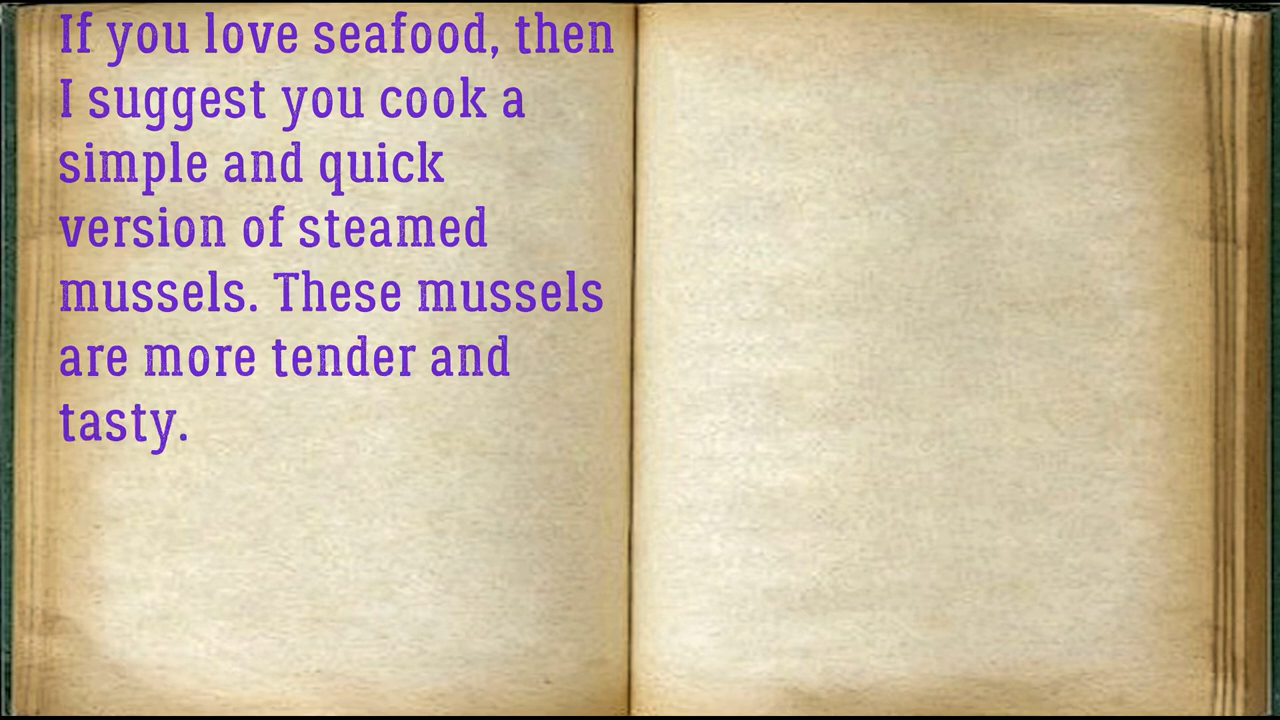 If you love seafood, then
I suggest you cook a
simple and quick
version of steamed
mussels. These mussels
are more tender and
tasty.